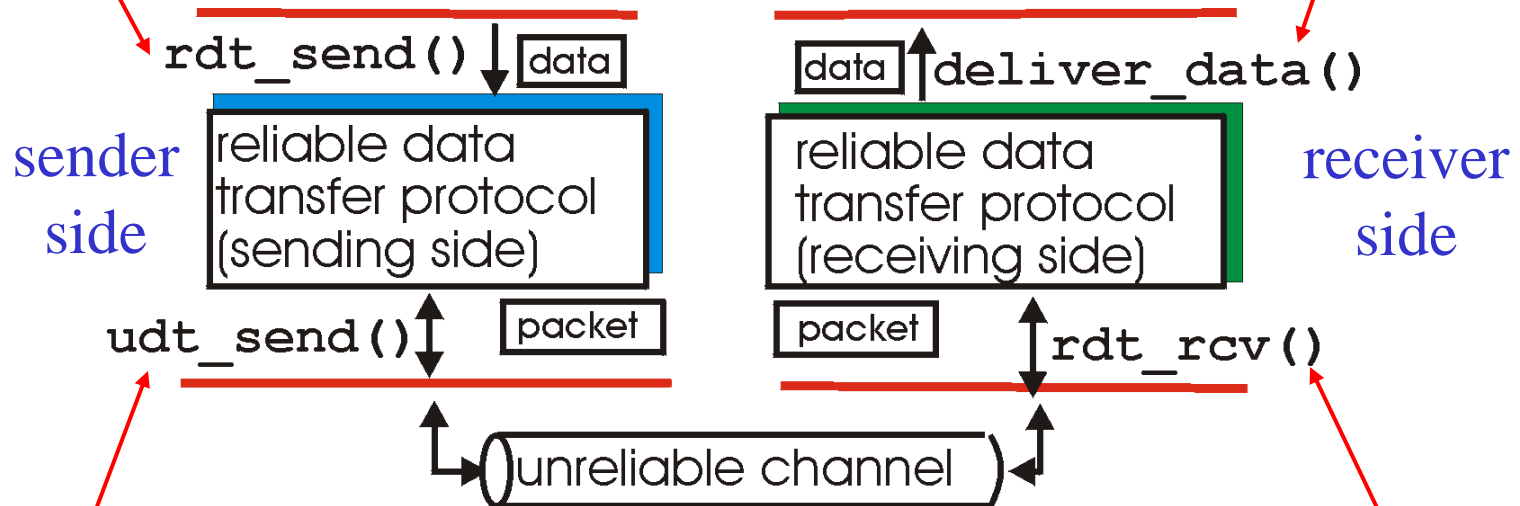 rdt_send()
data
data
deliver_data()
sender
side
reliable data
transfer protocol
(sending side)
reliable data
transfer protocol
(receiving side)
receiver
side
udt_send()
packet
packet
rdt_rcv()
unreliable channel